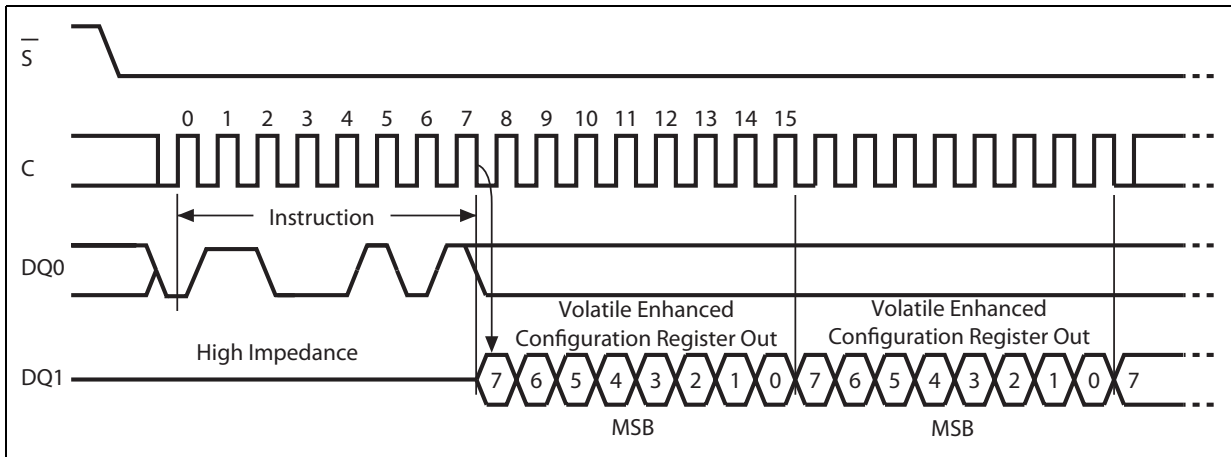 S
0 1 2 3 4 5 6 7 8 9 10 11 12 13 14 15
C
Instruction
DQ0
Volatile Enhanced Volatile Enhanced
Configuration Register Out Configuration Register Out
High Impedance
DQ1 7 6 5 4 3 2 1 0 7 6 5 4 3 2 1 0 7
MSB MSB